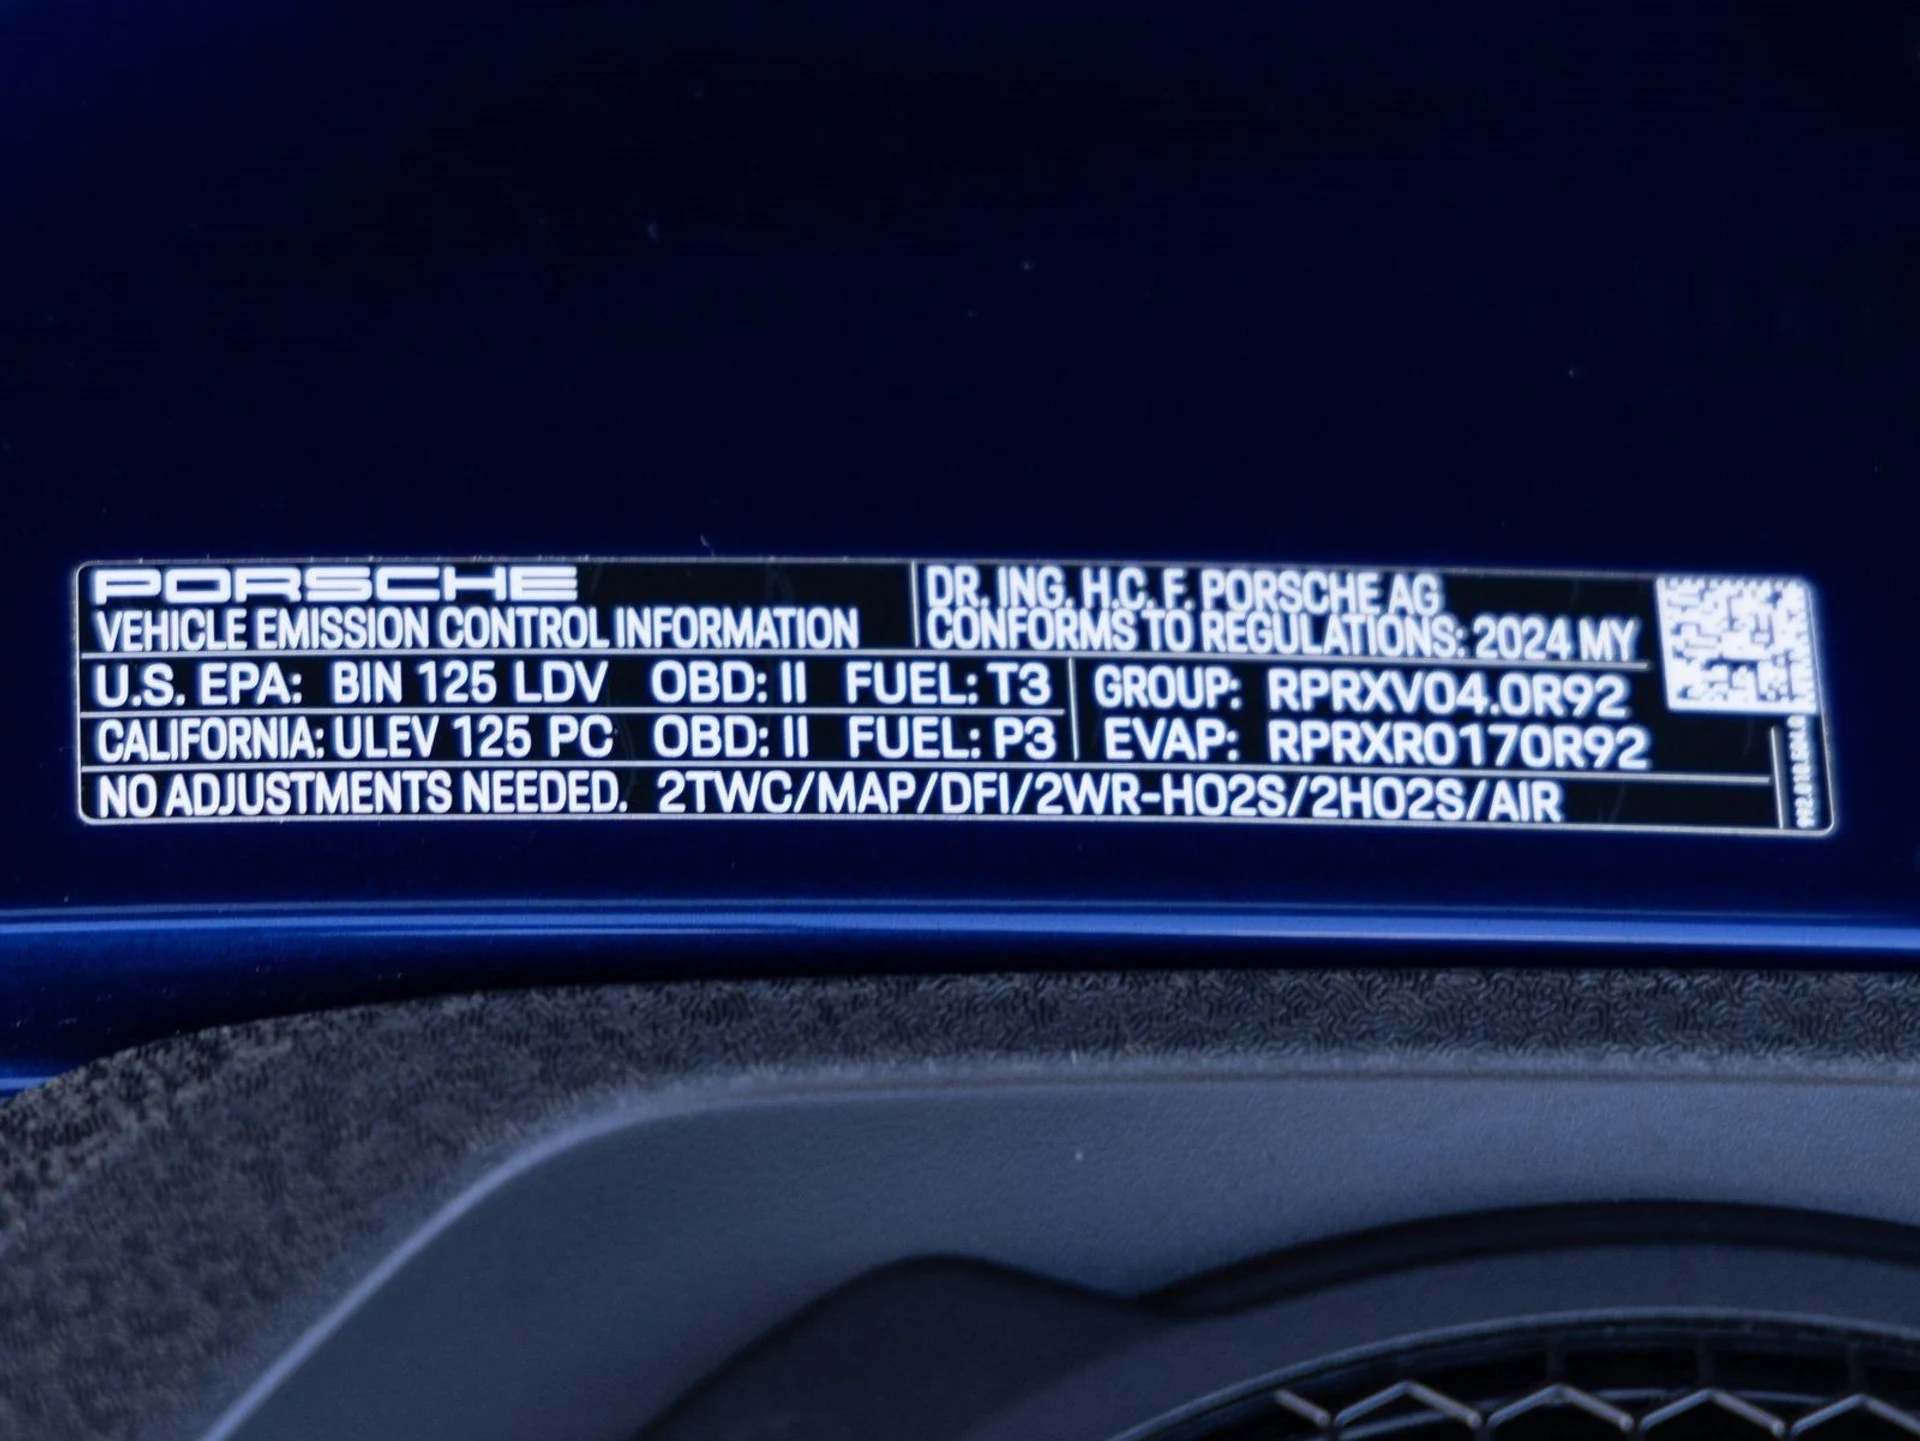 PORSCHE
VEHICLE EMISSION CONTROL INFORMATION
DR. ING. H.C. F. PORSCHE AG
CONFORMS TO REGULATIONS: 2024 MY
U.S. EPA: BIN 125 LDV OBD: II FUEL: T3
GROUP: RPRXV04.0R92
CALIFORNIA: ULEV 125 PC OBD: II FUEL: P3
EVAP: RPRXR0170R92
NO ADJUSTMENTS NEEDED. 2TWC/MAP/DFI/2WR-HO2S/2HO2S/AIR